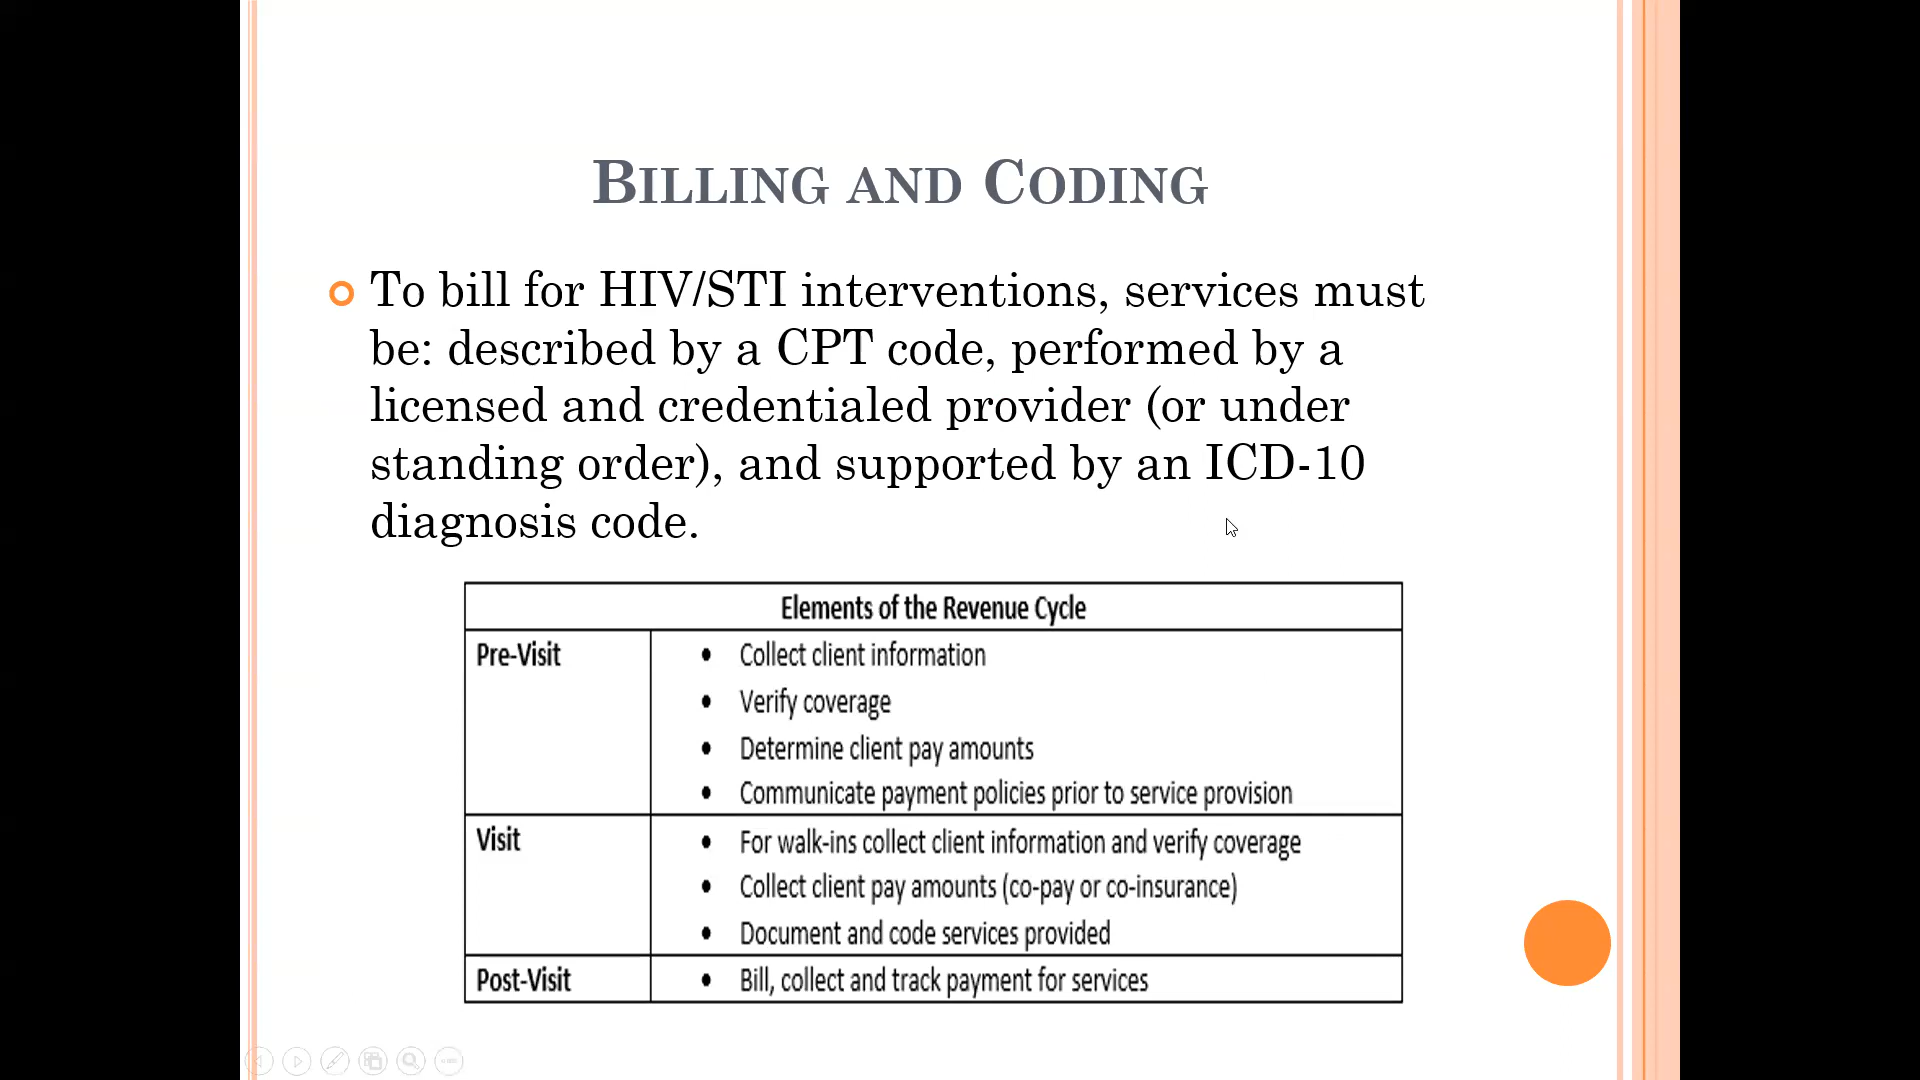 BILLING AND CODING
To bill for HIV/STI interventions, services must
be: described by a CPT code, performed by a
licensed and credentialed provider (or under
standing order), and supported by an ICD-10
diagnosis code.
Elements of the Revenue Cycle
Pre-Visit
• Collect client information
• Verify coverage
• Determine client pay amounts
• Communicate payment policies prior to service provision
Visit
• For walk-ins collect client information and verify coverage
• Collect client pay amounts (co-pay or co-insurance)
• Document and code services provided
Post-Visit
• Bill, collect and track payment for services